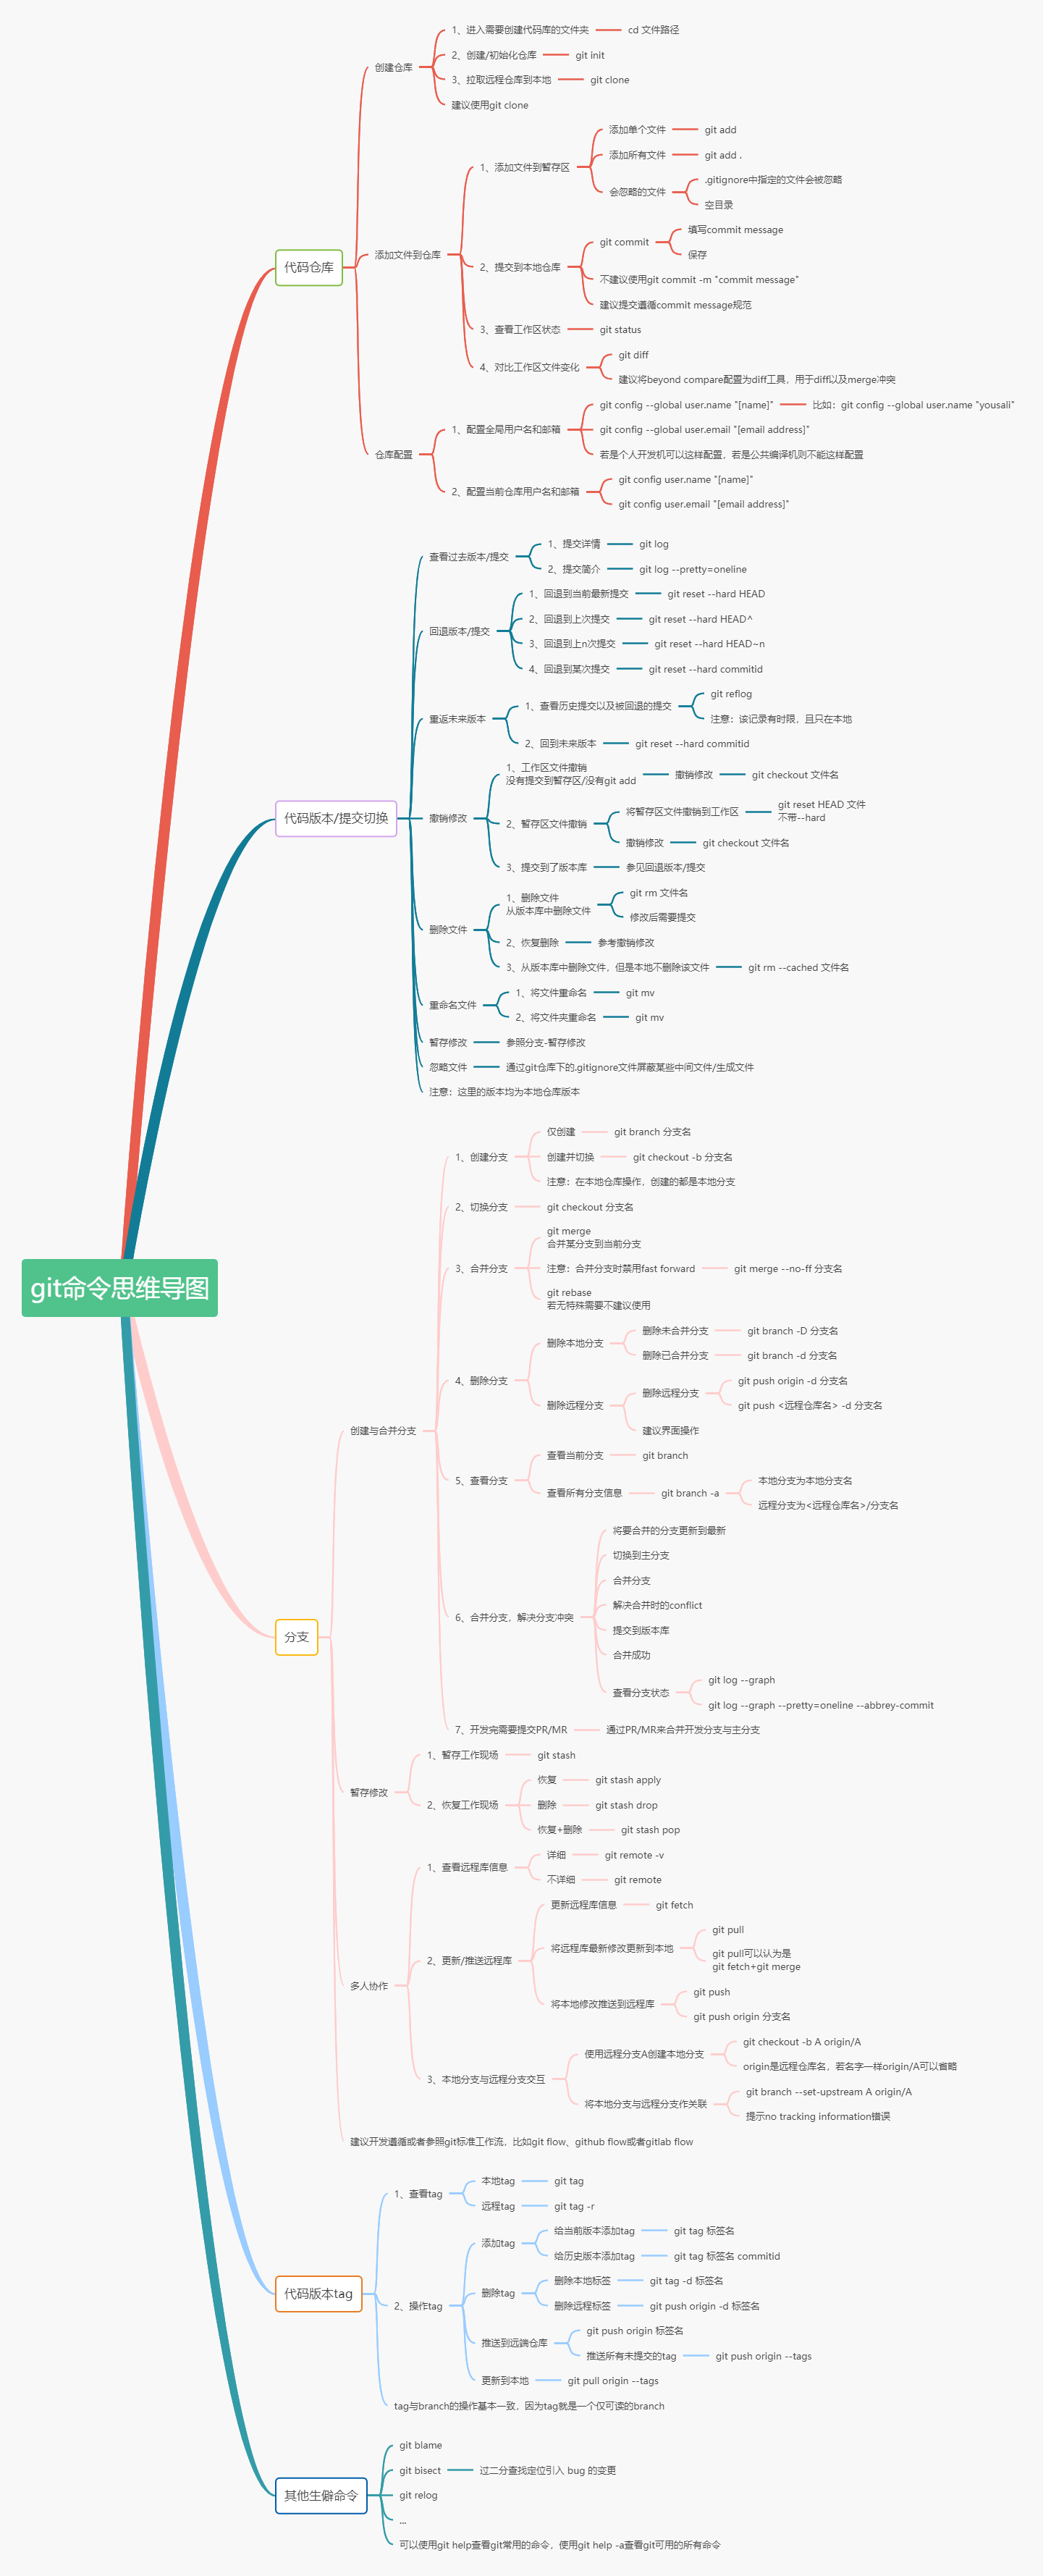 git命令思维导图
代码仓库
创建仓库
1、进入需要创建代码库的文件夹
cd 文件路径
2、创建/初始化仓库
git init
3、拉取远程仓库到本地
git clone
建议使用git clone
添加文件到仓库
1、添加文件到暂存区
添加单个文件
git add
添加所有文件
git add .
会忽略的文件
.gitignore中指定的文件会被忽略
空目录
2、提交到本地仓库
git commit
填写commit message
保存
不建议使用git commit -m "commit message"
建议提交遵循commit message规范
3、查看工作区状态
git status
4、对比工作区文件变化
git diff
建议将beyond compare配置为diff工具，用于diff以及merge冲突
仓库配置
1、配置全局用户名和邮箱
git config --global user.name "[name]"
比如：git config --global user.name "yousali"
git config --global user.email "[email address]"
若是个人开发机可以这样配置，若是公共编译机则不能这样配置
2、配置当前仓库用户名和邮箱
git config user.name "[name]"
git config user.email "[email address]"
代码版本/提交切换
查看过去版本/提交
1、提交详情
git log
2、提交简介
git log --pretty=oneline
回退版本/提交
1、回退到当前最新提交
git reset --hard HEAD
2、回退到上次提交
git reset --hard HEAD^
3、回退到上n次提交
git reset --hard HEAD~n
4、回退到某次提交
git reset --hard commitid
重返未来版本
1、查看历史提交以及被回退的提交
git reflog
注意：该记录有时限，且只在本地
2、回到未来版本
git reset --hard commitid
撤销修改
1、工作区文件撤销
没有提交到暂存区/没有git add
撤销修改
git checkout 文件名
2、暂存区文件撤销
将暂存区文件撤销到工作区
git reset HEAD 文件
不带--hard
撤销修改
git checkout 文件名
3、提交到了版本库
参见回退版本/提交
删除文件
1、删除文件
从版本库中删除文件
git rm 文件名
修改后需要提交
2、恢复删除
参考撤销修改
3、从版本库中删除文件，但是本地不删除该文件
git rm --cached 文件名
重命名文件
1、将文件重命名
git mv
2、将文件夹重命名
git mv
暂存修改
参照分支-暂存修改
忽略文件
通过git仓库下的.gitignore文件屏蔽某些中间文件/生成文件
注意：这里的版本均为本地仓库版本
分支
创建与合并分支
1、创建分支
仅创建
git branch 分支名
创建并切换
git checkout -b 分支名
注意：在本地仓库操作，创建的都是本地分支
2、切换分支
git checkout 分支名
3、合并分支
git merge
合并某分支到当前分支
注意：合并分支时禁用fast forward
git merge --no-ff 分支名
git rebase
若无特殊需要不建议使用
4、删除分支
删除本地分支
删除未合并分支
git branch -D 分支名
删除已合并分支
git branch -d 分支名
删除远程分支
删除远程分支
git push origin -d 分支名
git push <远程仓库名> -d 分支名
建议界面操作
5、查看分支
查看当前分支
git branch
查看所有分支信息
git branch -a
本地分支为本地分支名
远程分支为<远程仓库名>/分支名
6、合并分支，解决分支冲突
将要合并的分支更新到最新
切换到主分支
合并分支
解决合并时的conflict
提交到版本库
合并成功
查看分支状态
git log --graph
git log --graph --pretty=oneline --abbrey-commit
7、开发完需要提交PR/MR
通过PR/MR来合并开发分支与主分支
暂存修改
1、暂存工作现场
git stash
2、恢复工作现场
恢复
git stash apply
删除
git stash drop
恢复+删除
git stash pop
多人协作
1、查看远程库信息
详细
git remote -v
不详细
git remote
2、更新/推送远程库
更新远程库信息
git fetch
将远程库最新修改更新到本地
git pull
git pull可以认为是
git fetch+git merge
将本地修改推送到远程库
git push
git push origin 分支名
3、本地分支与远程分支交互
使用远程分支A创建本地分支
git checkout -b A origin/A
origin是远程仓库名，若名字一样origin/A可以省略
将本地分支与远程分支作关联
git branch --set-upstream A origin/A
提示no tracking information错误
建议开发遵循或者参照git标准工作流，比如git flow、github flow或者gitlab flow
代码版本tag
1、查看tag
本地tag
git tag
远程tag
git tag -r
2、操作tag
添加tag
给当前版本添加tag
git tag 标签名
给历史版本添加tag
git tag 标签名 commitid
删除tag
删除本地标签
git tag -d 标签名
删除远程标签
git push origin -d 标签名
推送到远端仓库
git push origin 标签名
推送所有未提交的tag
git push origin --tags
更新到本地
git pull origin --tags
tag与branch的操作基本一致，因为tag就是一个仅可读的branch
其他生僻命令
git blame
git bisect
过二分查找定位引入 bug 的变更
git relog
...
可以使用git help查看git常用的命令，使用git help -a查看git可用的所有命令